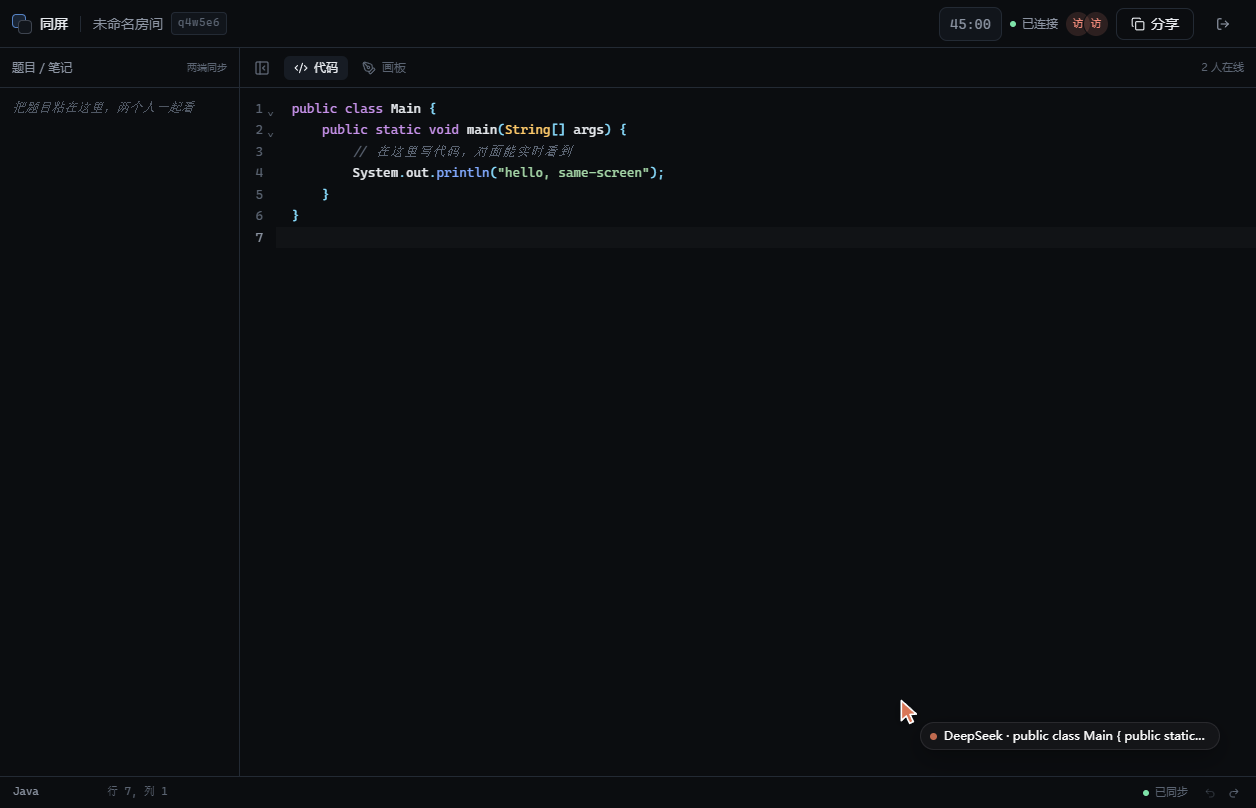 同屏 未命名房间 q4w5e6 45:00 已连接 访 访 分享
题目 / 笔记 两端同步 代码 画板 2 人在线
把题目粘在这里，两个人一起看
1 public class Main {
2 public static void main(String[] args) {
3 // 在这里写代码，对面能实时看到
4 System.out.println("hello, same-screen");
5 }
6 }
7
DeepSeek · public class Main { public static...
Java 行 7, 列 1 已同步